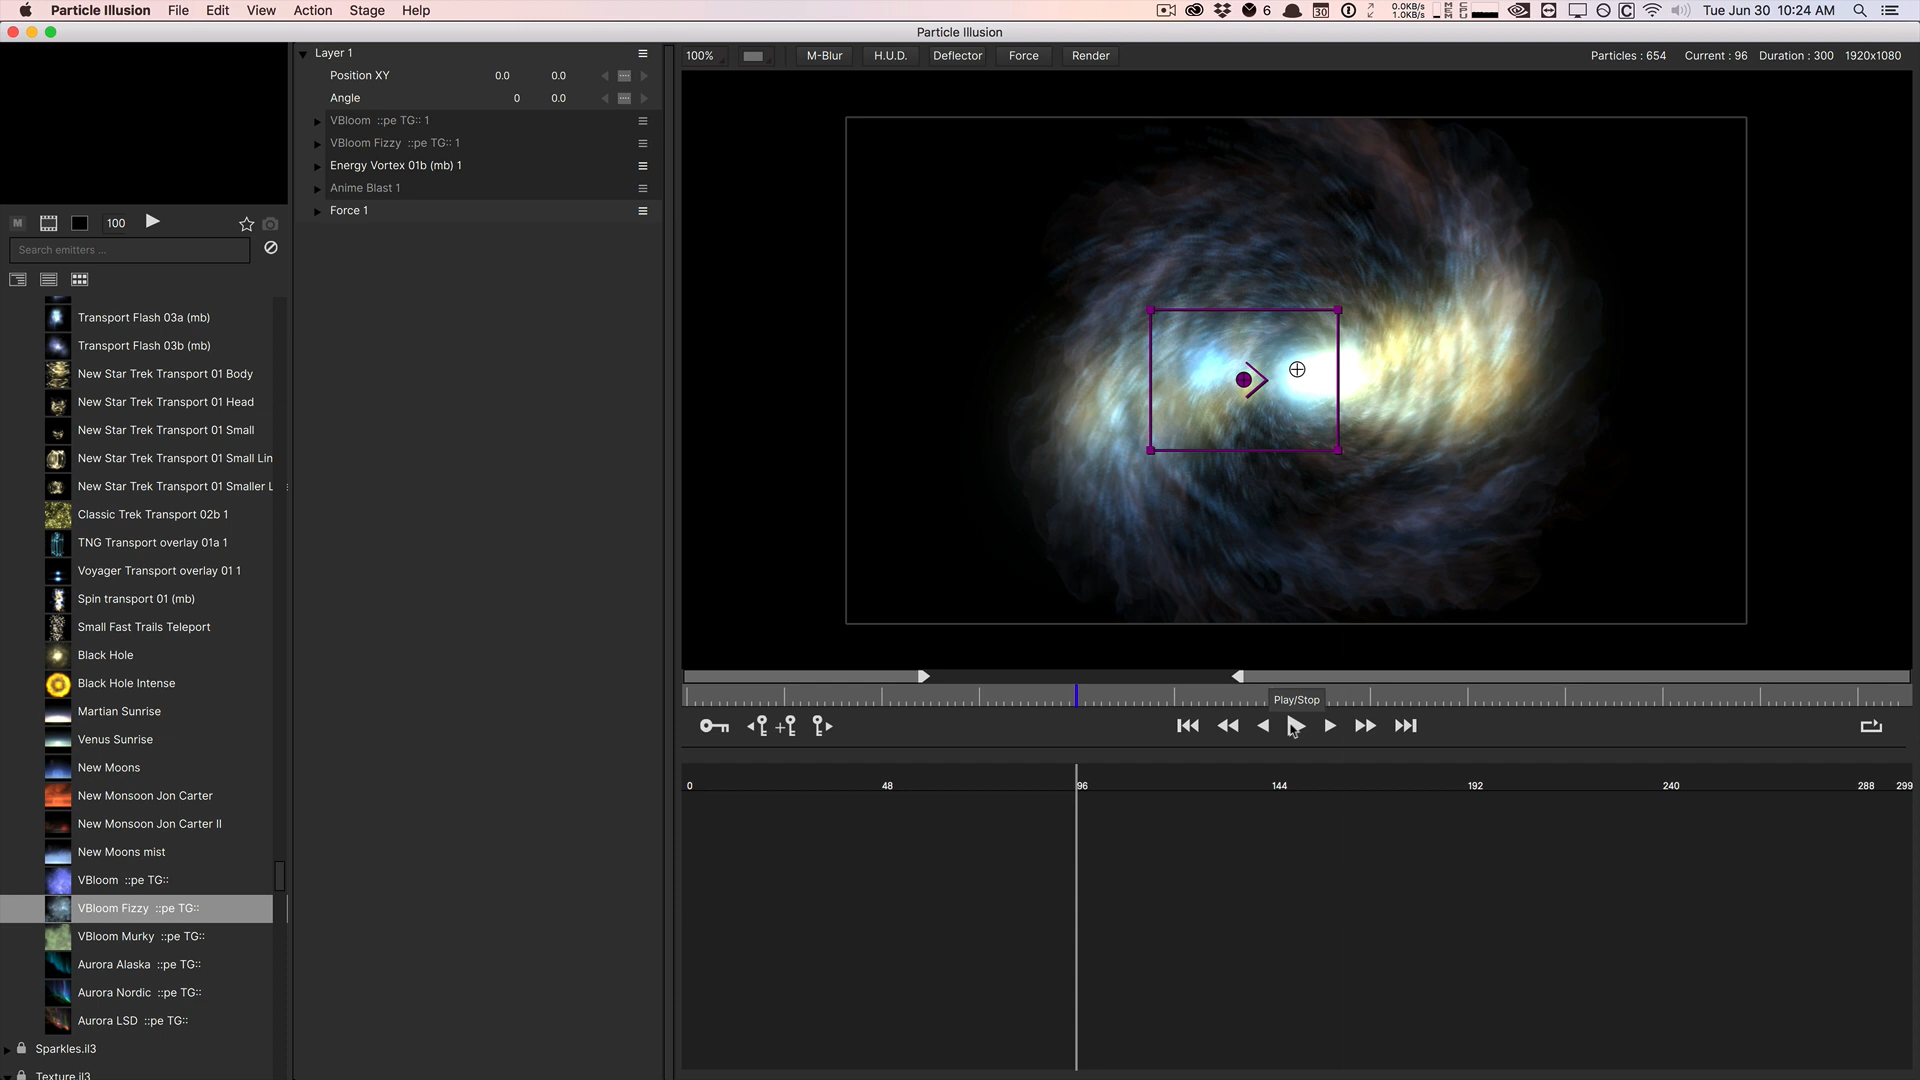 Particle Illusion File Edit View Action Stage Help
6 30 0.0KB/s 1.0KB/s MEM CPU Tue Jun 30 10:24 AM
Particle Illusion
Layer 1
Position XY 0.0 0.0
Angle 0 0.0
VBloom ::pe TG:: 1
VBloom Fizzy ::pe TG:: 1
Energy Vortex 01b (mb) 1
Anime Blast 1
Force 1
100% M-Blur H.U.D. Deflector Force Render Particles : 654 Current : 96 Duration : 300 1920x1080
M 100
Search emitters ...
Transport Flash 03a (mb)
Transport Flash 03b (mb)
New Star Trek Transport 01 Body
New Star Trek Transport 01 Head
New Star Trek Transport 01 Small
New Star Trek Transport 01 Small Lin
New Star Trek Transport 01 Smaller L
Classic Trek Transport 02b 1
TNG Transport overlay 01a 1
Voyager Transport overlay 01 1
Spin transport 01 (mb)
Small Fast Trails Teleport
Black Hole
Black Hole Intense
Martian Sunrise
Venus Sunrise
New Moons
New Monsoon Jon Carter
New Monsoon Jon Carter II
New Moons mist
VBloom ::pe TG::
VBloom Fizzy ::pe TG::
VBloom Murky ::pe TG::
Aurora Alaska ::pe TG::
Aurora Nordic ::pe TG::
Aurora LSD ::pe TG::
Sparkles.il3
Texture.il3
Play/Stop
0 48 96 144 192 240 288 299